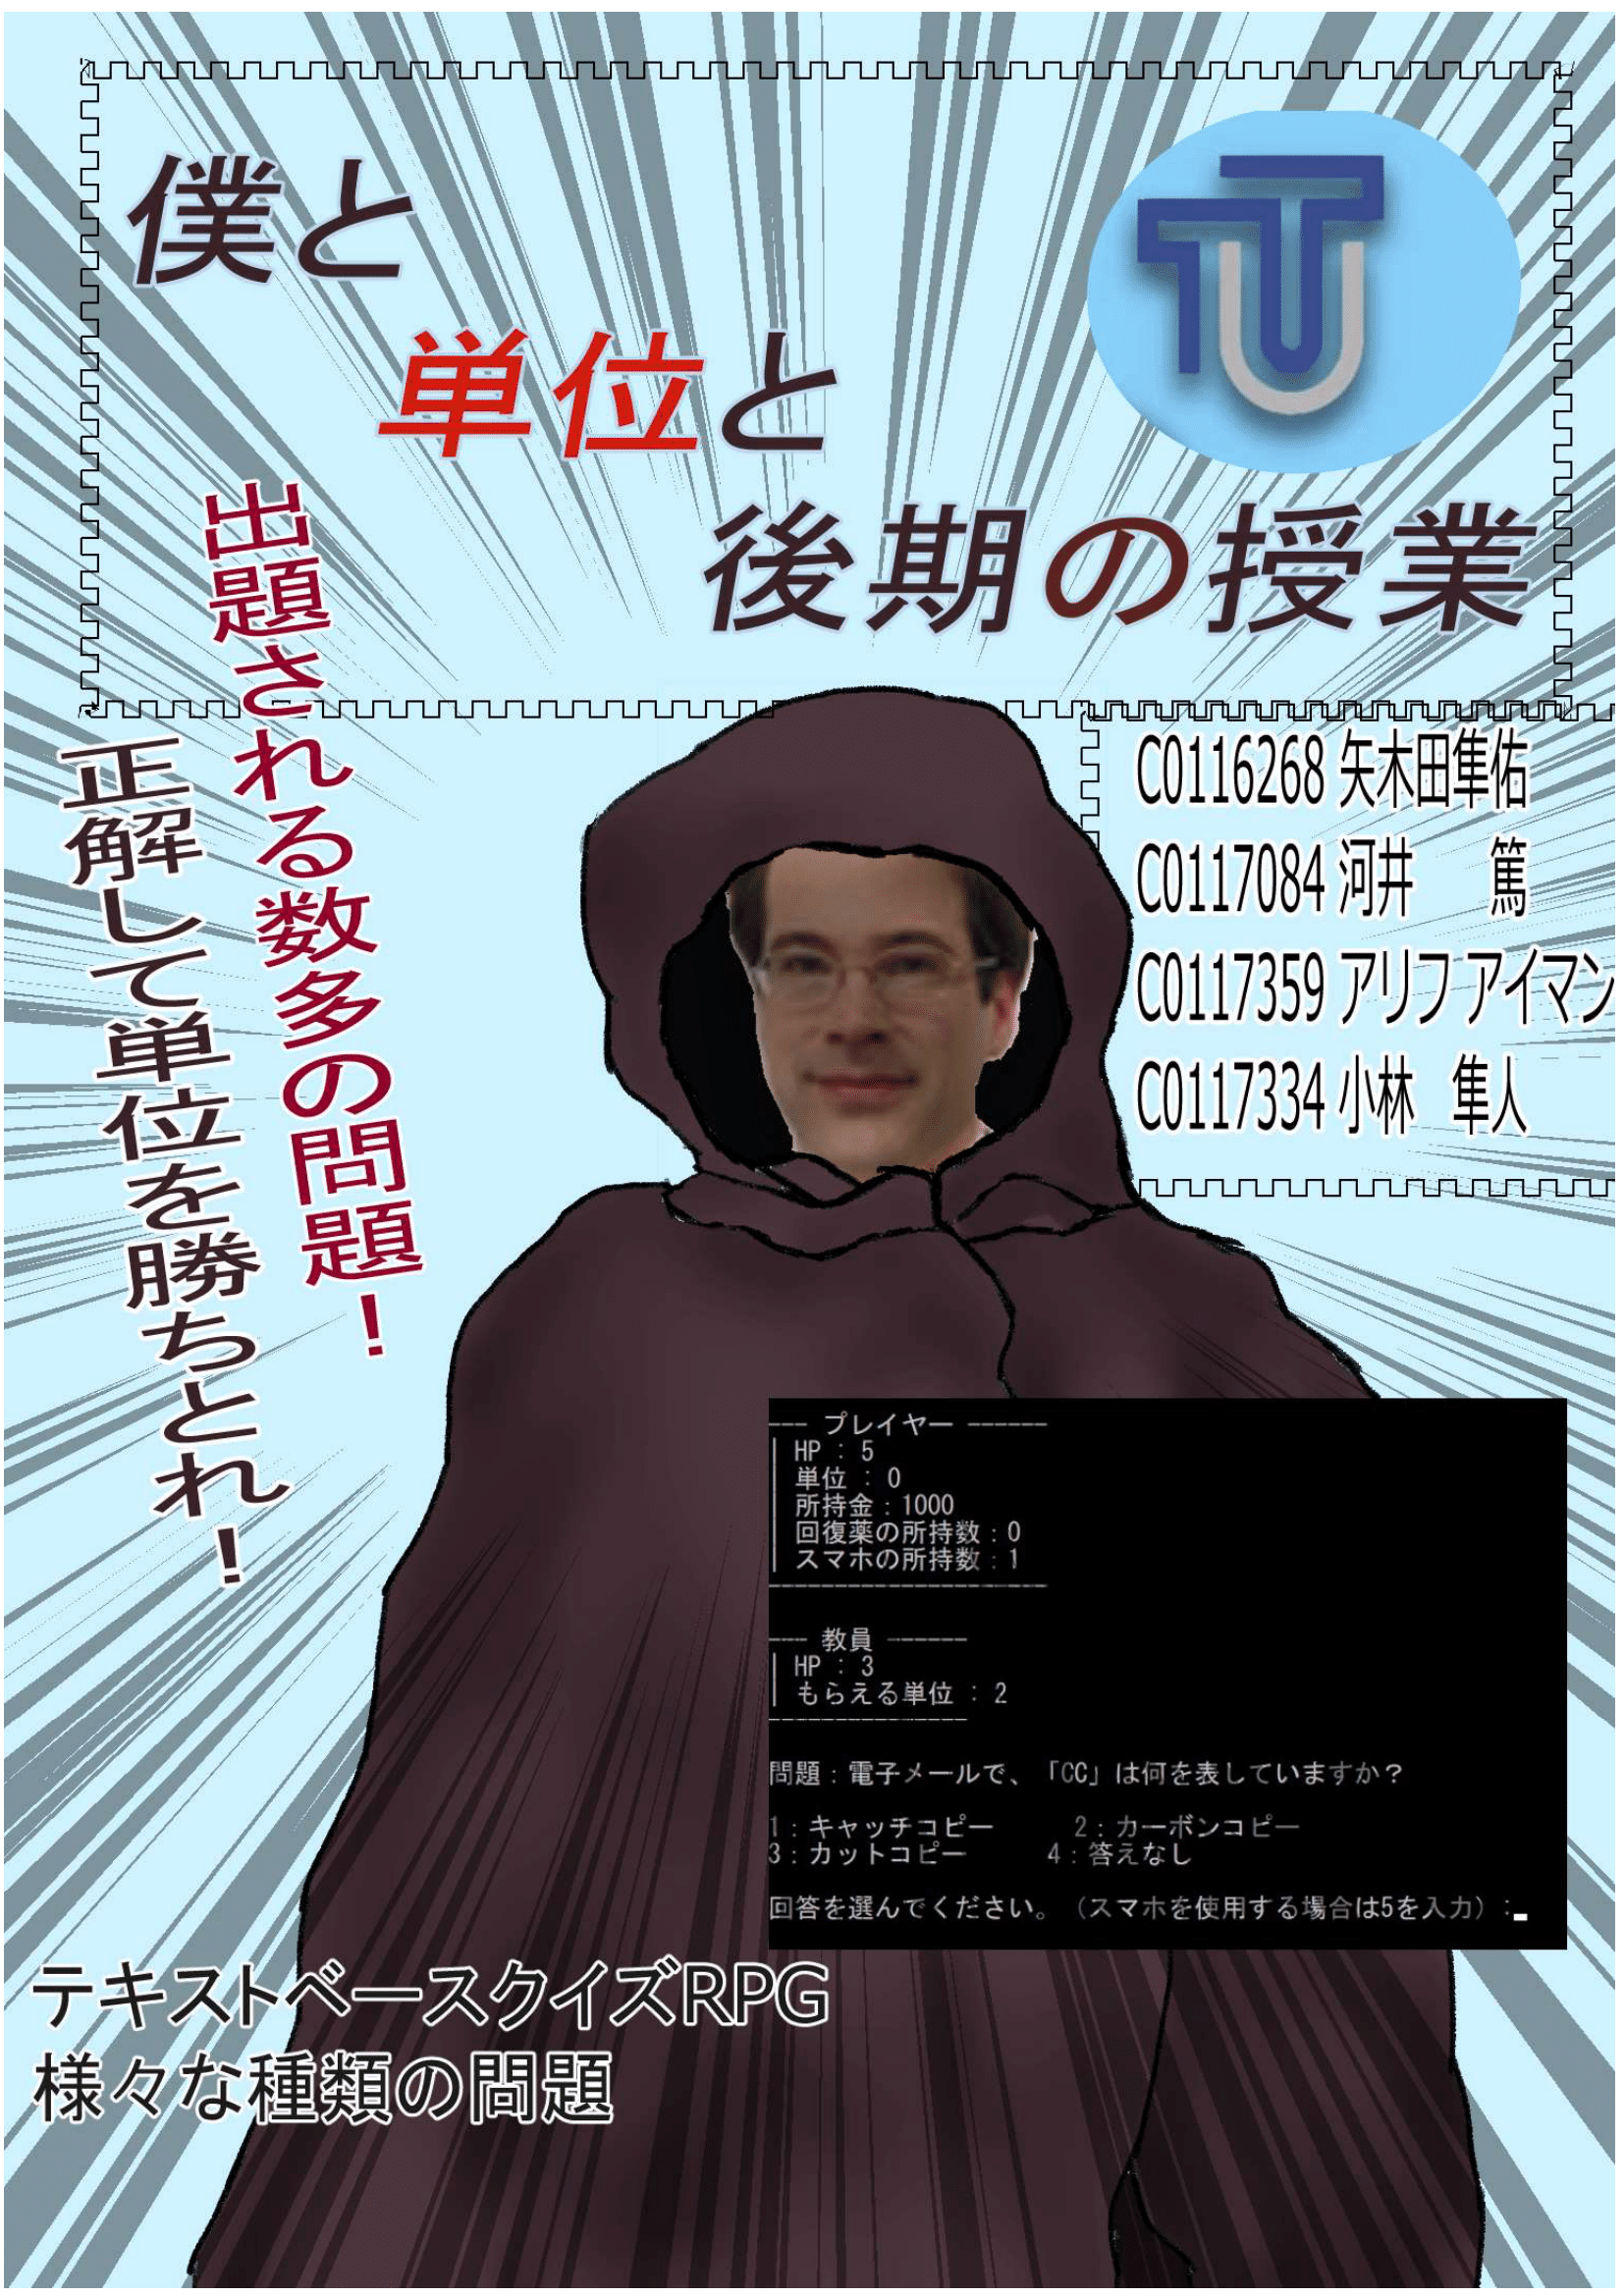 僕と
単位と
後期の授業
出題される数多の問題！
正解して単位を勝ちとれ！
C0116268 矢木田隼佑
C0117084 河井　　篤
C0117359 アリフ アイマン
C0117334 小林　隼人
--- プレイヤー ------
| HP : 5
| 単位 : 0
| 所持金 : 1000
| 回復薬の所持数 : 0
| スマホの所持数 : 1
---------------------
--- 教員 ------
| HP : 3
| もらえる単位 : 2
---------------
問題 : 電子メールで、「CC」は何を表していますか？
1 : キャッチコピー　　2 : カーボンコピー
3 : カットコピー　　4 : 答えなし
回答を選んでください。（スマホを使用する場合は5を入力）:_
テキストベースクイズRPG
様々な種類の問題